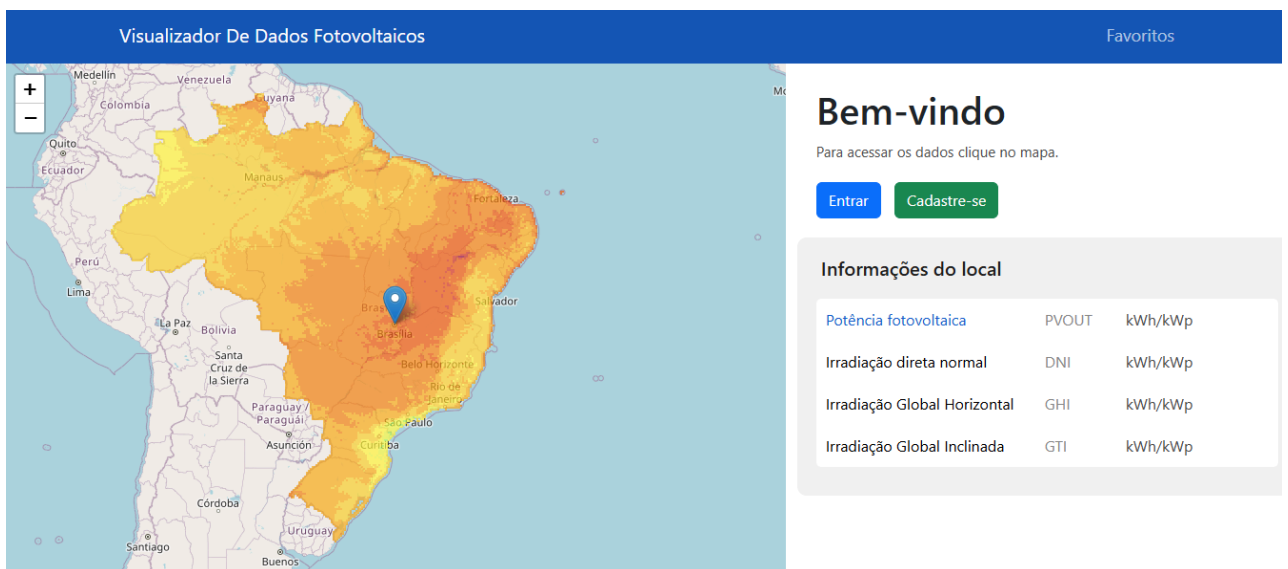 Visualizador De Dados Fotovoltaicos
Favoritos
+
−
Medellín
Venezuela
Guyana
Colombia
Quito
Ecuador
Manaus
Fortaleza
Perú
Lima
Salvador
Brasília
La Paz
Bolivia
Santa
Cruz de
la Sierra
Belo Horizonte
Rio de
Janeiro
Paraguay /
Paraguái
São Paulo
Asunción
Curitiba
Córdoba
Uruguay
Santiago
Buenos
Bem-vindo
Para acessar os dados clique no mapa.
Entrar
Cadastre-se
Informações do local
Potência fotovoltaica PVOUT kWh/kWp
Irradiação direta normal DNI kWh/kWp
Irradiação Global Horizontal GHI kWh/kWp
Irradiação Global Inclinada GTI kWh/kWp